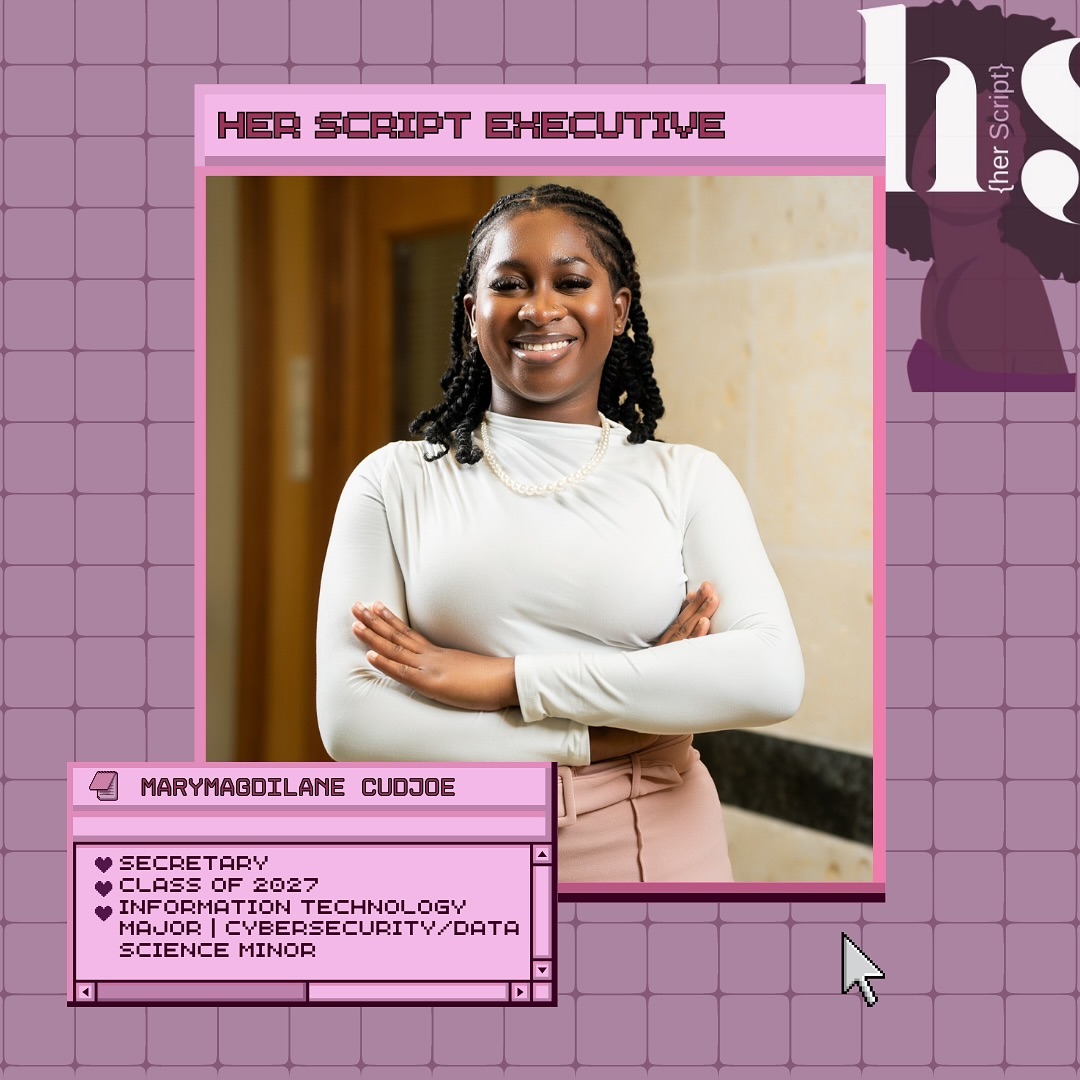 hs
{her Script}
HER SCRIPT EXECUTIVE
MARYMAGDILANE CUDJOE
SECRETARY
CLASS OF 2027
INFORMATION TECHNOLOGY
MAJOR | CYBERSECURITY/DATA
SCIENCE MINOR